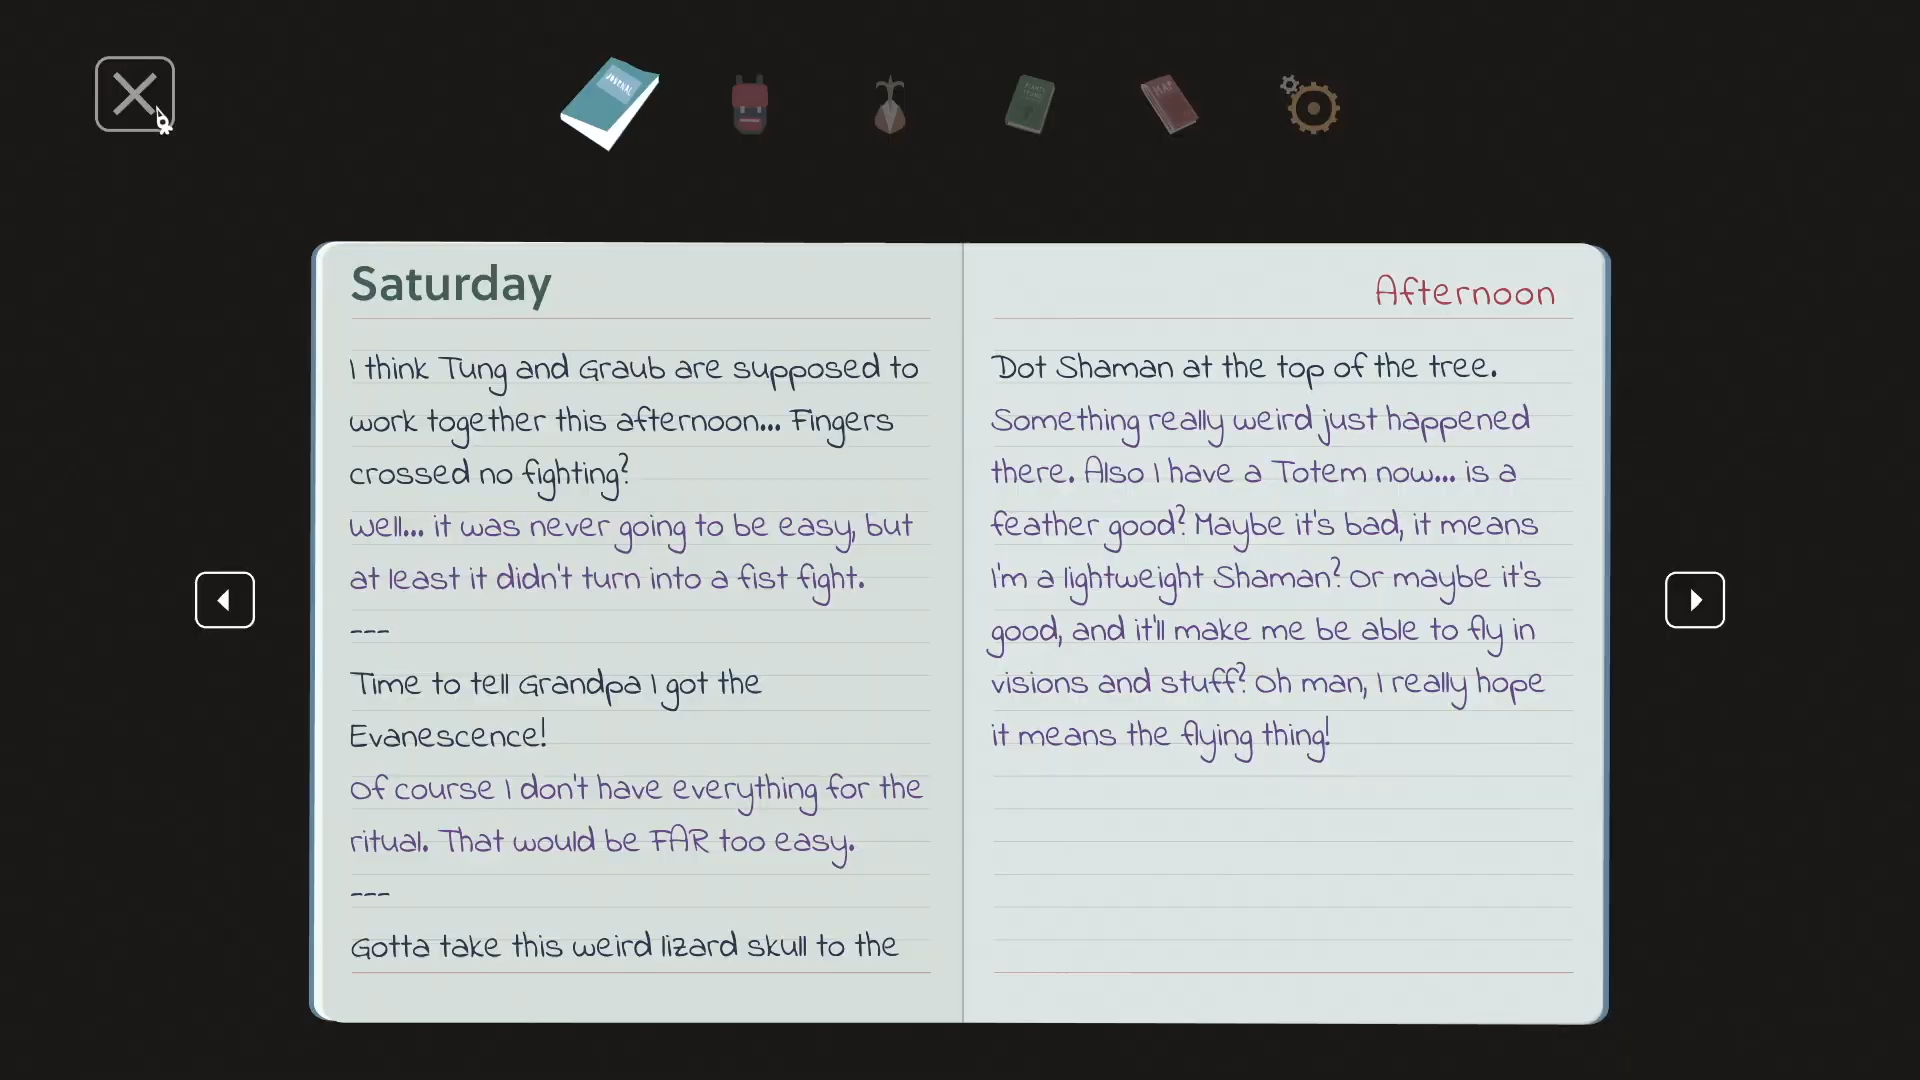 JOURNAL
MAP
Saturday
I think Tung and Graub are supposed to
work together this afternoon... Fingers
crossed no fighting?
Well... it was never going to be easy, but
at least it didn't turn into a fist fight.
---
Time to tell Grandpa I got the
Evanescence!
Of course I don't have everything for the
ritual. That would be FAR too easy.
---
Gotta take this weird lizard skull to the
Afternoon
Dot Shaman at the top of the tree.
Something really weird just happened
there. Also I have a Totem now... is a
feather good? Maybe it's bad, it means
I'm a lightweight Shaman? Or maybe it's
good, and it'll make me be able to fly in
visions and stuff? Oh man, I really hope
it means the flying thing!